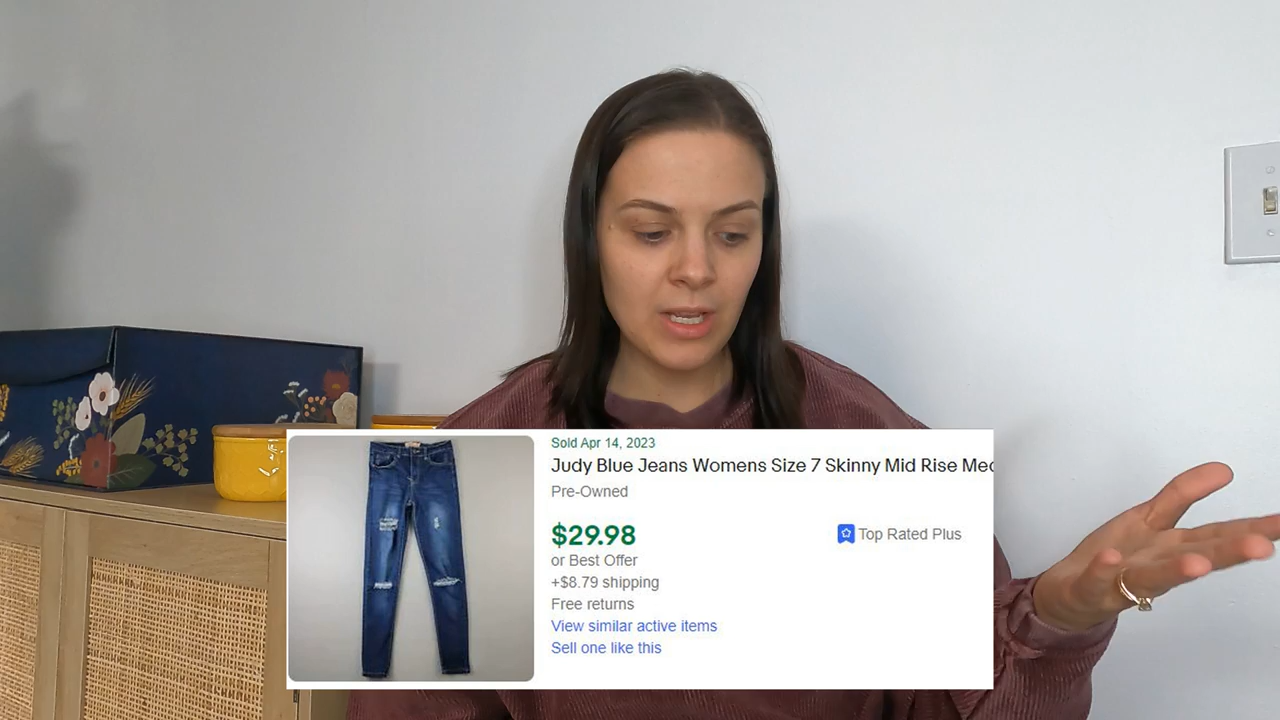 Sold Apr 14, 2023
Judy Blue Jeans Womens Size 7 Skinny Mid Rise
Pre-Owned
$29.98
Top Rated Plus
or Best Offer
+$8.79 shipping
Free returns
View similar active items
Sell one like this